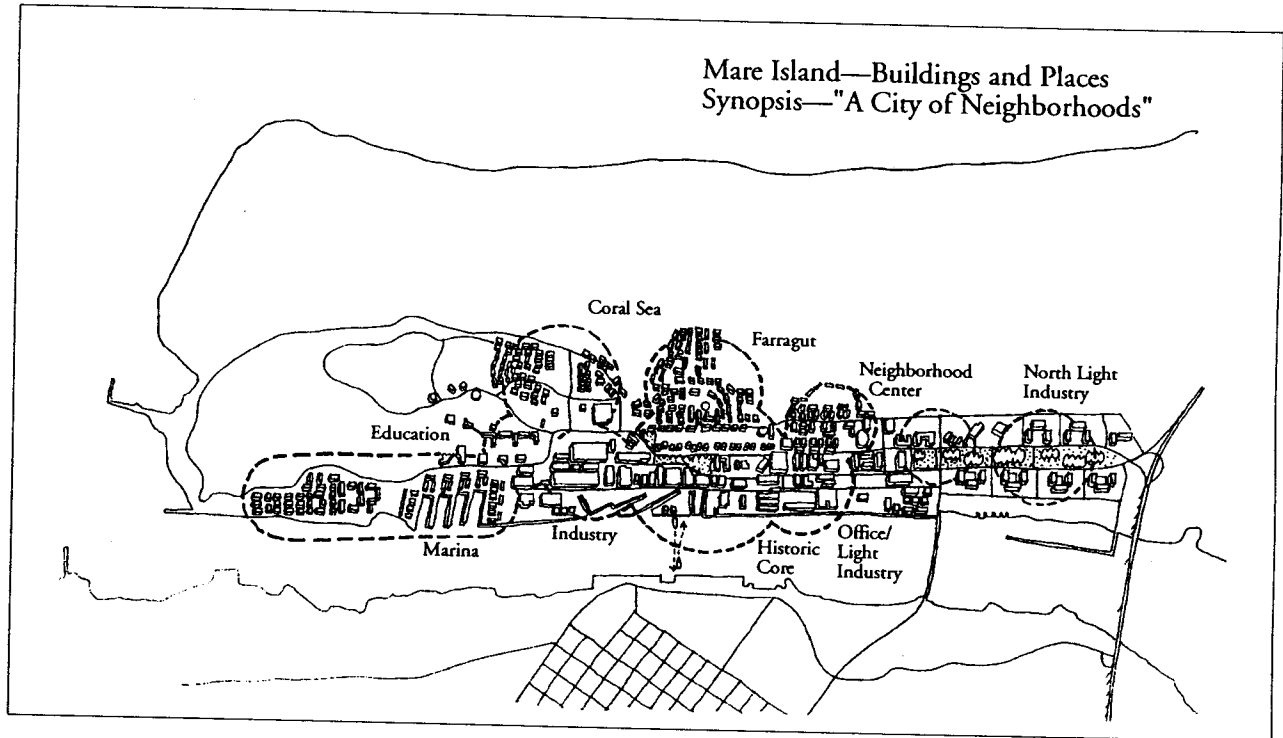 Mare Island—Buildings and Places
Synopsis—"A City of Neighborhoods"
Coral Sea
Farragut
Neighborhood
Center
North Light
Industry
Education
Marina
Industry
Historic
Core
Office/
Light
Industry